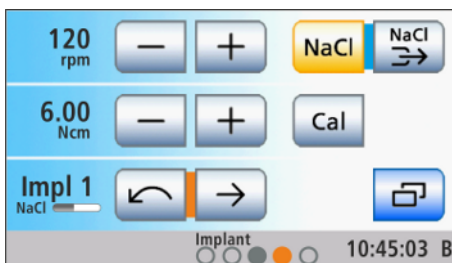 120 NaCl NaCl
rpm
6.00 Cal
Ncm
Impl 1
NaCl
Implant
10:45:03 B